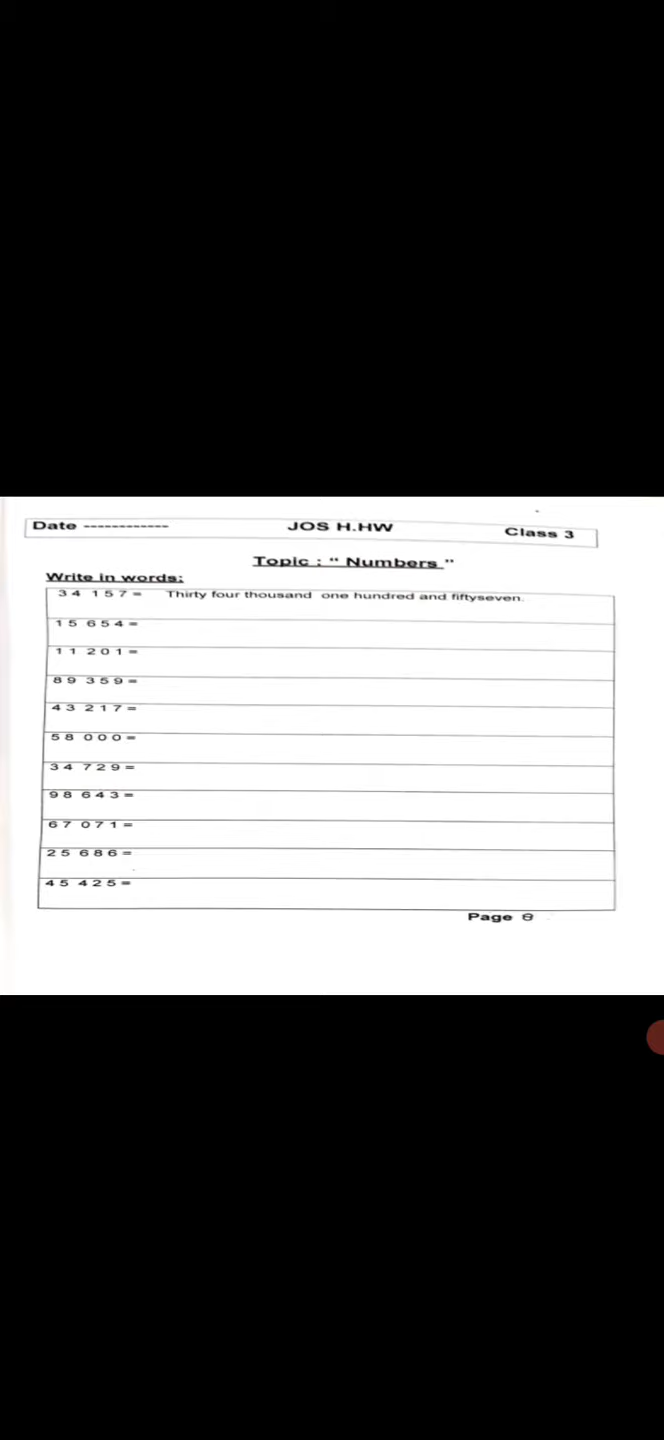 Date ------------ JOS H.HW Class 3
Topic : “ Numbers ”
Write in words:
34 157= Thirty four thousand one hundred and fiftyseven.
15 654=
11 201=
89 359=
43 217=
58 000=
34 729=
98 643=
67 071=
25 686=
45 425=
Page 8